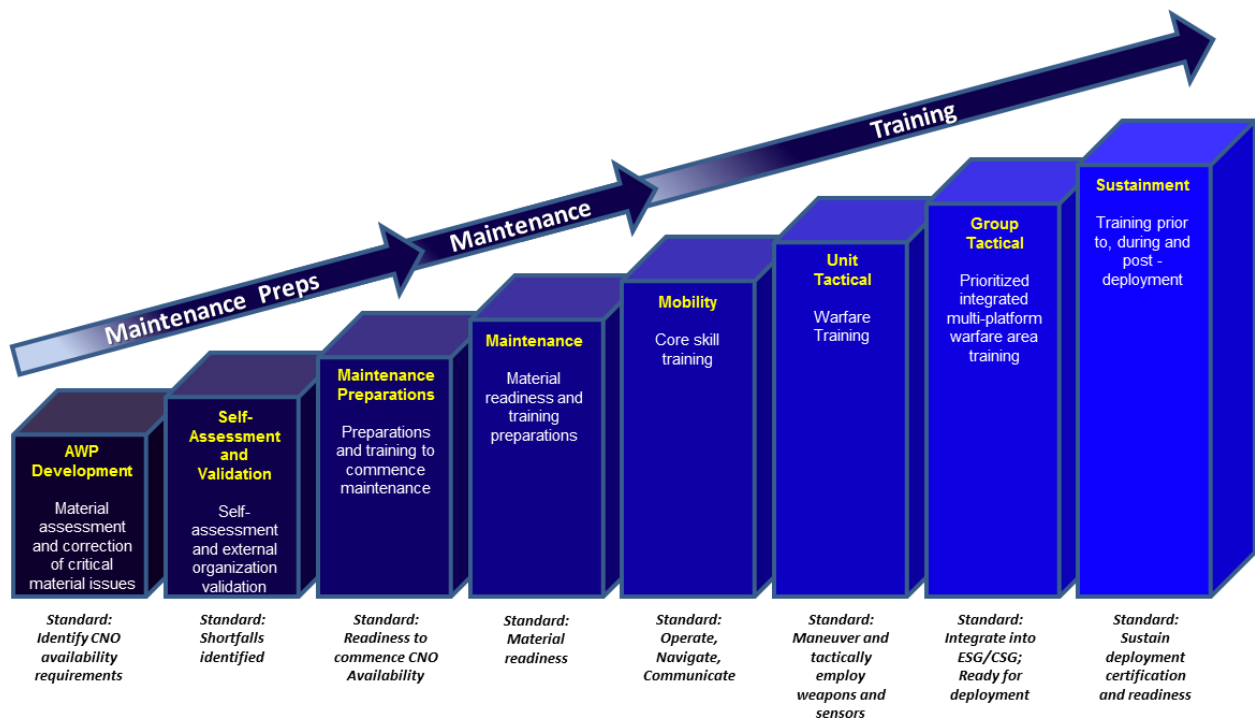 Training
Maintenance
Maintenance Preps
AWP
Development
Material
assessment
and correction
of critical
material issues
Self-
Assessment
and
Validation
Self-
assessment
and external
organization
validation
Maintenance
Preparations
Preparations
and training to
commence
maintenance
Maintenance
Material
readiness and
training
preparations
Mobility
Core skill
training
Unit
Tactical
Warfare
Training
Group
Tactical
Prioritized
integrated
multi-platform
warfare area
training
Sustainment
Training prior
to, during and
post -
deployment
Standard:
Identify CNO
availability
requirements
Standard:
Shortfalls
identified
Standard:
Readiness to
commence CNO
Availability
Standard:
Material
readiness
Standard:
Operate,
Navigate,
Communicate
Standard:
Maneuver and
tactically
employ
weapons and
sensors
Standard:
Integrate into
ESG/CSG;
Ready for
deployment
Standard:
Sustain
deployment
certification
and readiness